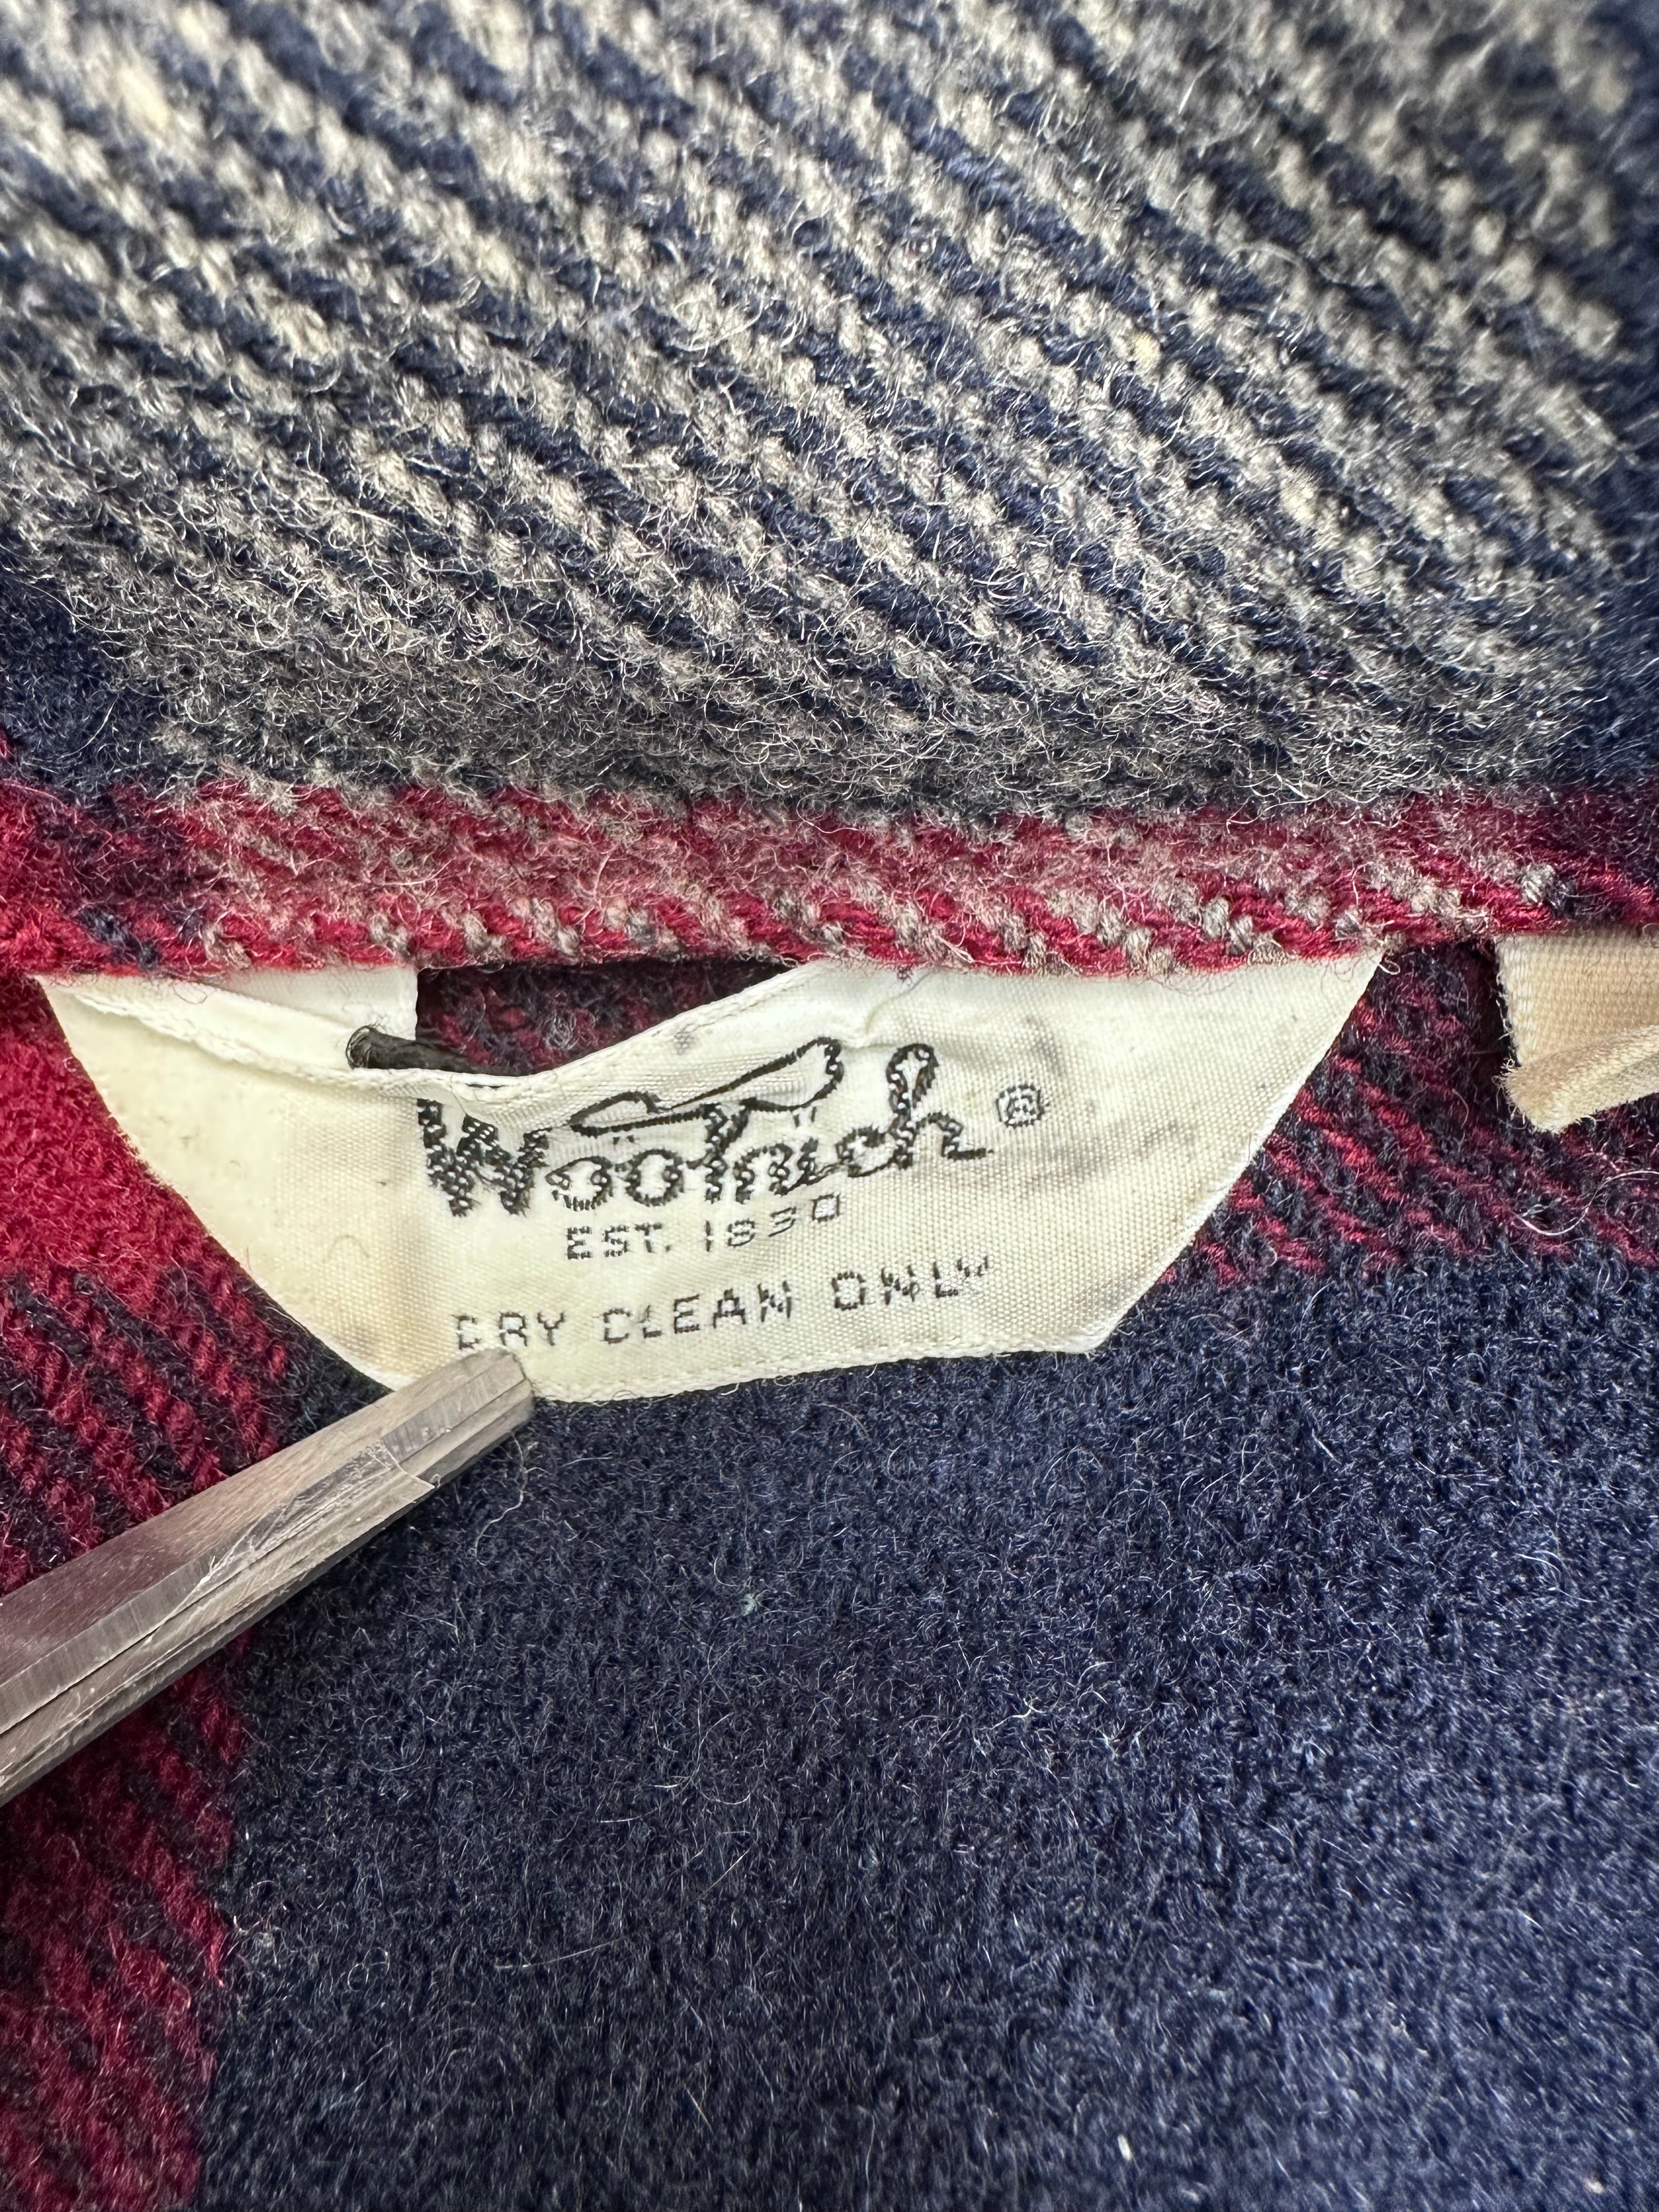 Woolrich®
EST. 1830
DRY CLEAN ONLY